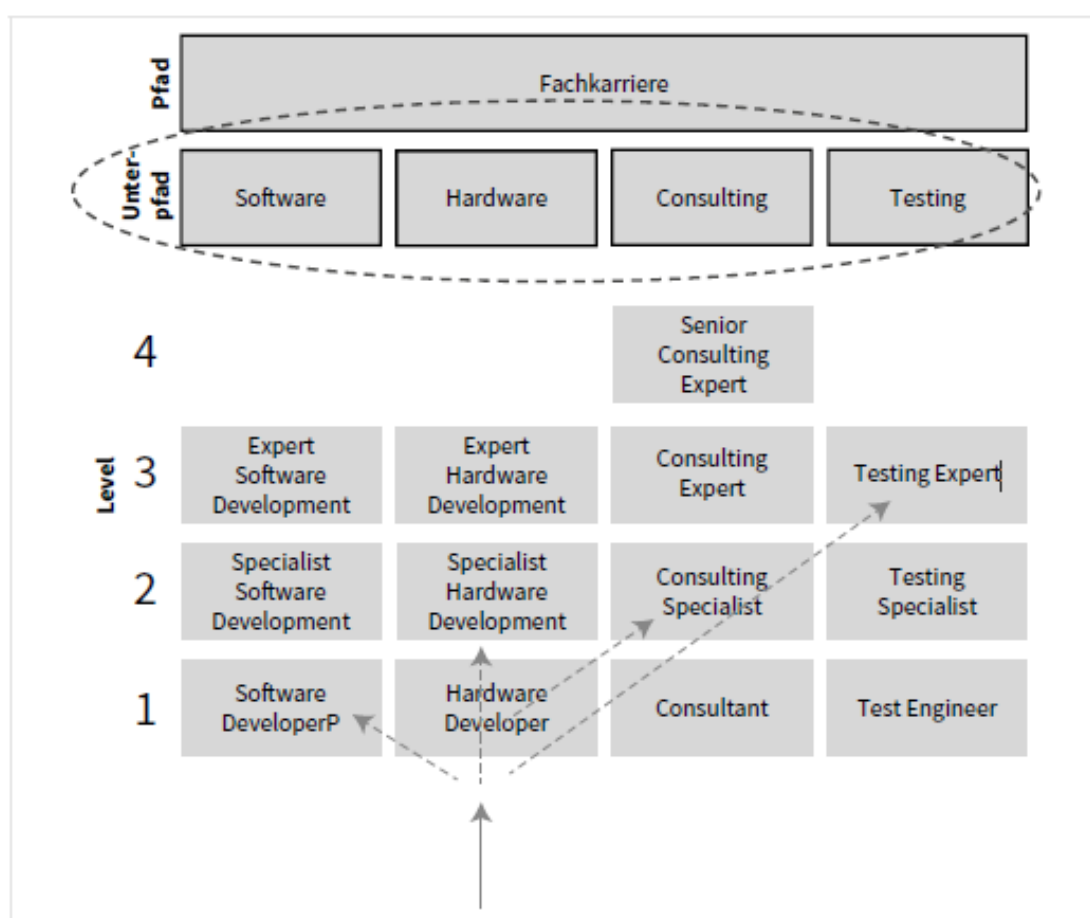 Pfad
Fachkarriere
Unter-
pfad
Software
Hardware
Consulting
Testing
4
Senior
Consulting
Expert
Level
3
Expert
Software
Development
Expert
Hardware
Development
Consulting
Expert
Testing Expert
2
Specialist
Software
Development
Specialist
Hardware
Development
Consulting
Specialist
Testing
Specialist
1
Software
DeveloperP
Hardware
Developer
Consultant
Test Engineer